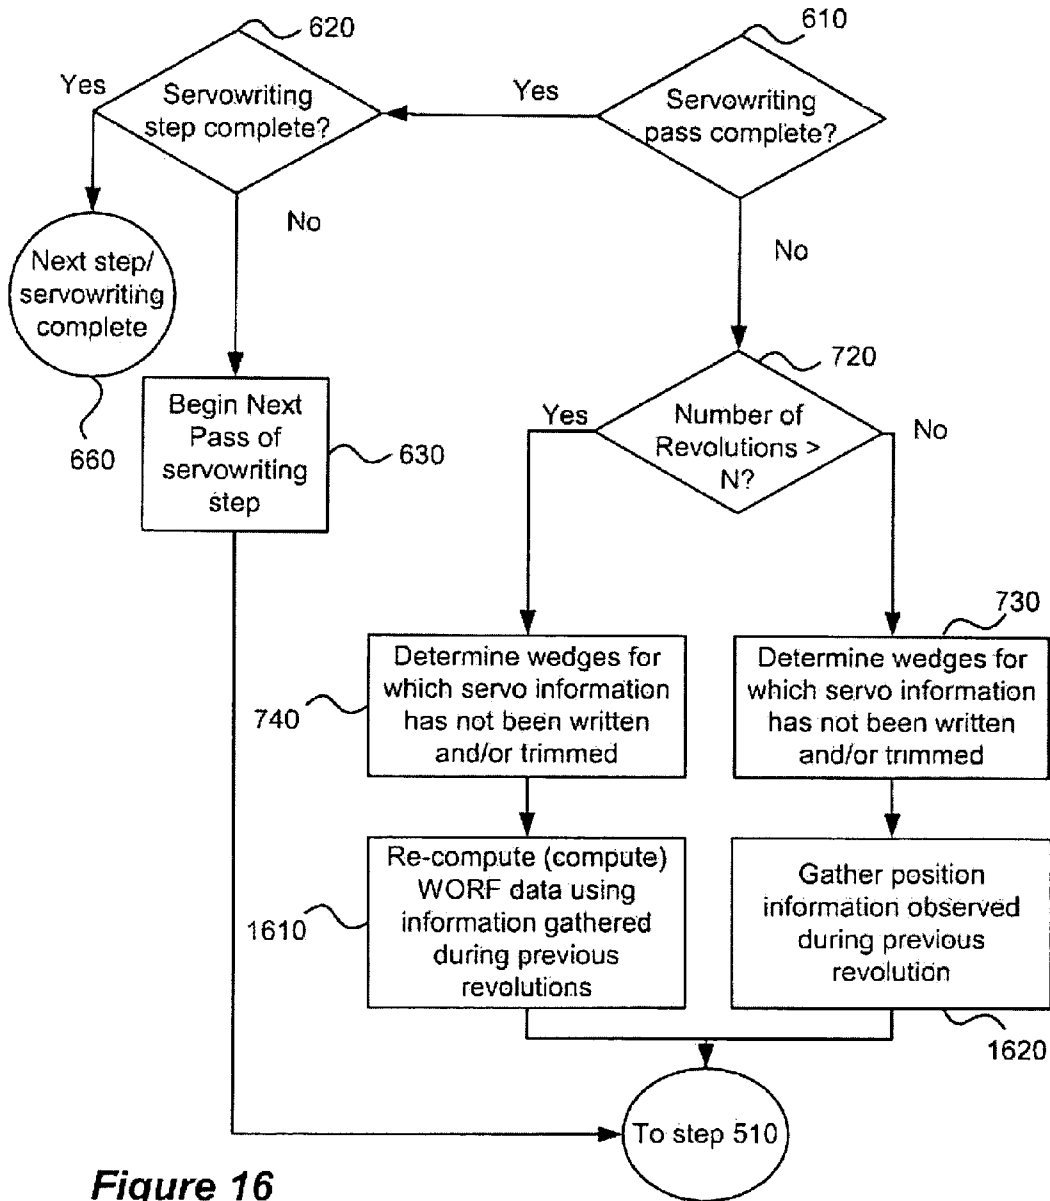 620
610
Yes
Servowriting
step complete?
Yes
Servowriting
pass complete?
No
No
Next step/
servowriting
complete
660
Begin Next
Pass of
servowriting
step
630
720
Yes
Number of
Revolutions >
N?
No
730
Determine wedges for
which servo information
has not been written
and/or trimmed
740
Determine wedges for
which servo information
has not been written
and/or trimmed
Re-compute (compute)
WORF data using
information gathered
during previous
revolutions
1610
Gather position
information observed
during previous
revolution
1620
To step 510
Figure 16